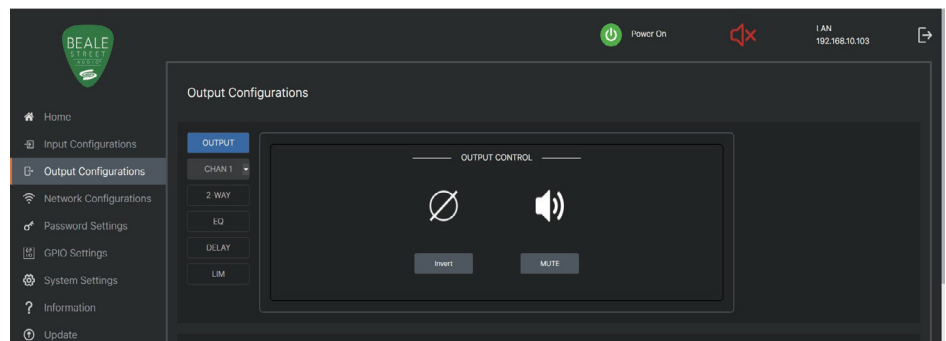 BEALE
STREET
AUDIO
Power On
LAN
192.168.10.103
Output Configurations
Home
Input Configurations
Output Configurations
Network Configurations
Password Settings
GPIO Settings
System Settings
Information
Update
OUTPUT
CHAN 1
2 WAY
EQ
DELAY
LIM
OUTPUT CONTROL
Invert
MUTE